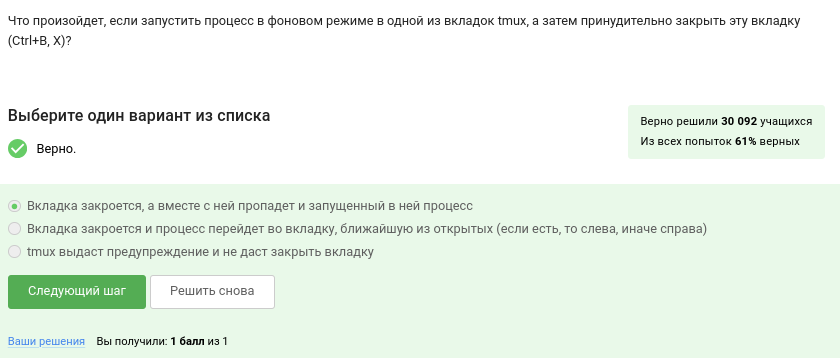 Что произойдет, если запустить процесс в фоновом режиме в одной из вкладок tmux, а затем принудительно закрыть эту вкладку
(Ctrl+B, X)?
Выберите один вариант из списка
Верно решили 30 092 учащихся
Из всех попыток 61% верных
Верно.
Вкладка закроется, а вместе с ней пропадет и запущенный в ней процесс
Вкладка закроется и процесс перейдет во вкладку, ближайшую из открытых (если есть, то слева, иначе справа)
tmux выдаст предупреждение и не даст закрыть вкладку
Следующий шаг
Решить снова
Ваши решения Вы получили: 1 балл из 1